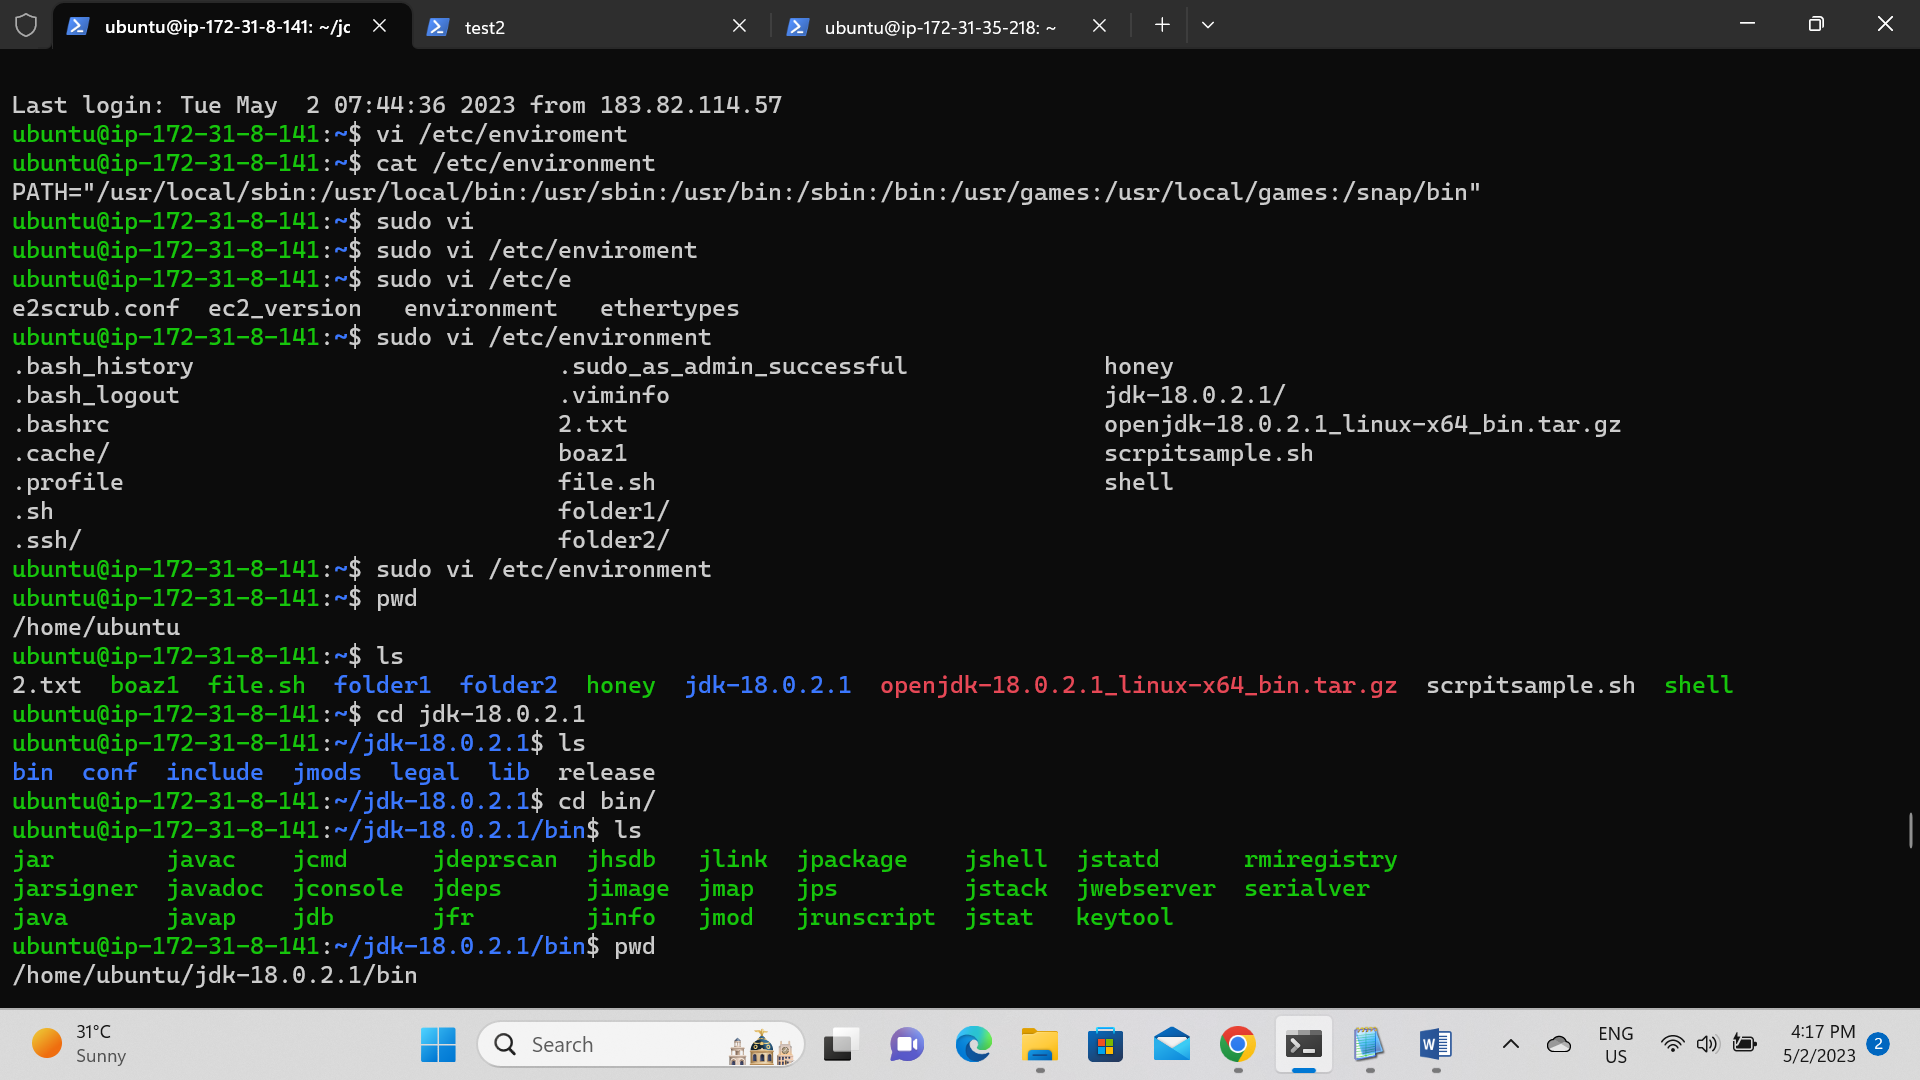 ubuntu@ip-172-31-8-141: ~/jc
test2
ubuntu@ip-172-31-35-218: ~
Last login: Tue May  2 07:44:36 2023 from 183.82.114.57
ubuntu@ip-172-31-8-141:~$ vi /etc/enviroment
ubuntu@ip-172-31-8-141:~$ cat /etc/environment
PATH="/usr/local/sbin:/usr/local/bin:/usr/sbin:/usr/bin:/sbin:/bin:/usr/games:/usr/local/games:/snap/bin"
ubuntu@ip-172-31-8-141:~$ sudo vi
ubuntu@ip-172-31-8-141:~$ sudo vi /etc/enviroment
ubuntu@ip-172-31-8-141:~$ sudo vi /etc/e
e2scrub.conf  ec2_version   environment   ethertypes
ubuntu@ip-172-31-8-141:~$ sudo vi /etc/environment
.bash_history                          .sudo_as_admin_successful              honey
.bash_logout                           .viminfo                               jdk-18.0.2.1/
.bashrc                                2.txt                                  openjdk-18.0.2.1_linux-x64_bin.tar.gz
.cache/                                boaz1                                  scrpitsample.sh
.profile                               file.sh                                shell
.sh                                    folder1/
.ssh/                                  folder2/
ubuntu@ip-172-31-8-141:~$ sudo vi /etc/environment
ubuntu@ip-172-31-8-141:~$ pwd
/home/ubuntu
ubuntu@ip-172-31-8-141:~$ ls
2.txt  boaz1  file.sh  folder1  folder2  honey  jdk-18.0.2.1  openjdk-18.0.2.1_linux-x64_bin.tar.gz  scrpitsample.sh  shell
ubuntu@ip-172-31-8-141:~$ cd jdk-18.0.2.1
ubuntu@ip-172-31-8-141:~/jdk-18.0.2.1$ ls
bin  conf  include  jmods  legal  lib  release
ubuntu@ip-172-31-8-141:~/jdk-18.0.2.1$ cd bin/
ubuntu@ip-172-31-8-141:~/jdk-18.0.2.1/bin$ ls
jar        javac    jcmd      jdeprscan  jhsdb   jlink  jpackage    jshell  jstatd      rmiregistry
jarsigner  javadoc  jconsole  jdeps      jimage  jmap   jps         jstack  jwebserver  serialver
java       javap    jdb       jfr        jinfo   jmod   jrunscript  jstat   keytool
ubuntu@ip-172-31-8-141:~/jdk-18.0.2.1/bin$ pwd
/home/ubuntu/jdk-18.0.2.1/bin
31°C
Sunny
Search
ENG
US
4:17 PM
5/2/2023
2